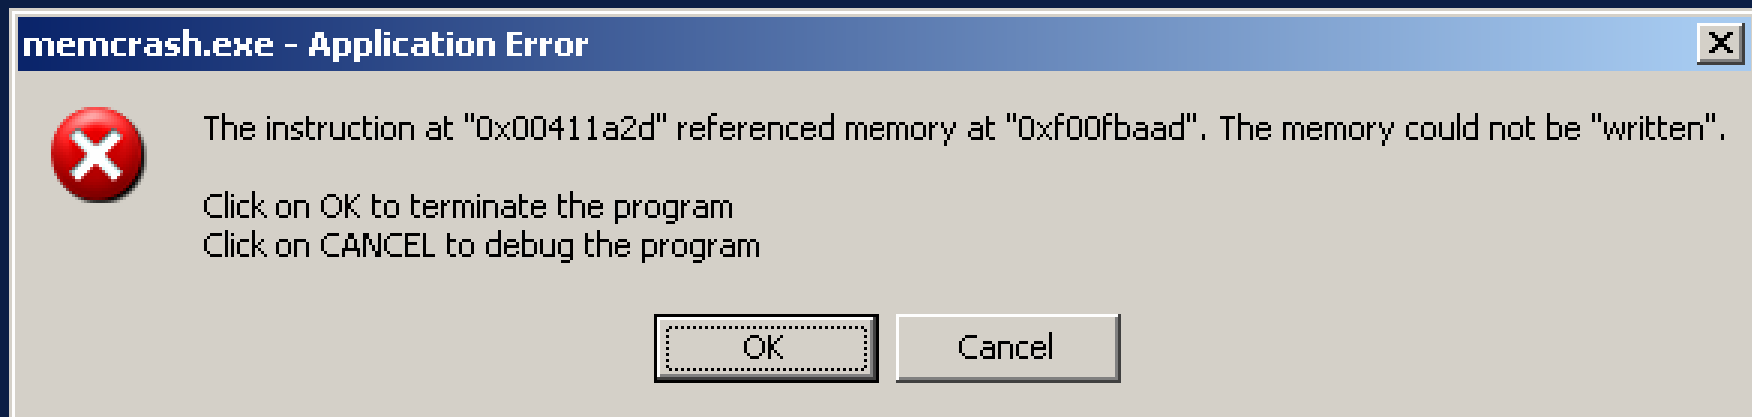 memcrash.exe - Application Error
The instruction at "0x00411a2d" referenced memory at "0xf00fbaad". The memory could not be "written".
Click on OK to terminate the program
Click on CANCEL to debug the program
OK
Cancel